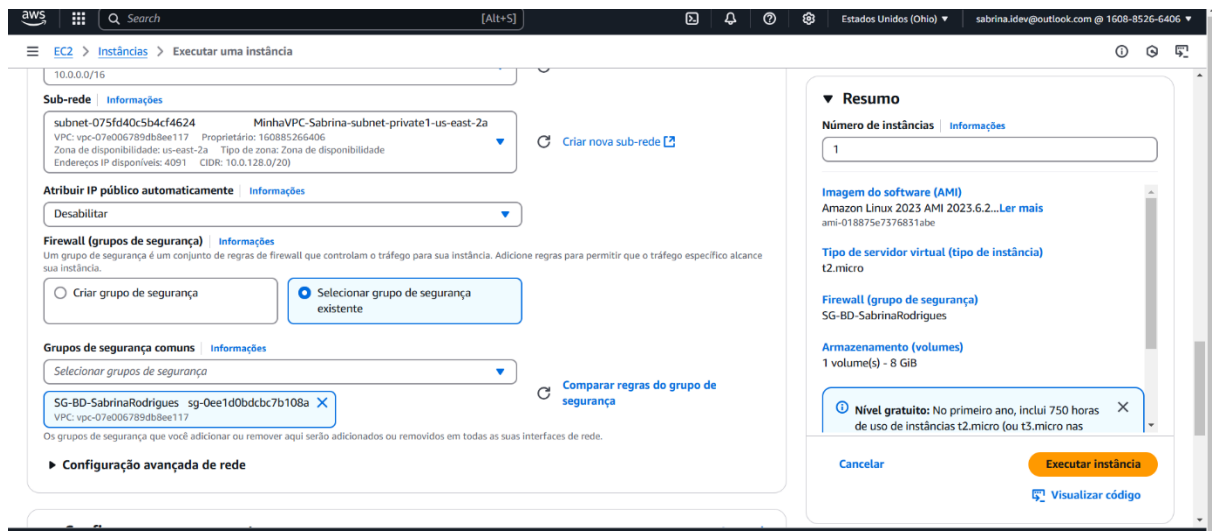 aws
Search
[Alt+S]
Estados Unidos (Ohio) ▼
sabrina.idev@outlook.com @ 1608-8526-6406 ▼
EC2 > Instâncias > Executar uma instância
10.0.0.0/16
Sub-rede | Informações
subnet-075fd40c5b4cf4624 MinhaVPC-Sabrina-subnet-private1-us-east-2a
VPC: vpc-07e006789db8ee117 Proprietário: 160885266406
Zona de disponibilidade: us-east-2a Tipo de zona: Zona de disponibilidade
Endereços IP disponíveis: 4091 CIDR: 10.0.128.0/20)
Criar nova sub-rede
Atribuir IP público automaticamente | Informações
Desabilitar
Firewall (grupos de segurança) | Informações
Um grupo de segurança é um conjunto de regras de firewall que controlam o tráfego para sua instância. Adicione regras para permitir que o tráfego específico alcance
sua instância.
Criar grupo de segurança
Selecionar grupo de segurança
existente
Grupos de segurança comuns | Informações
Selecionar grupos de segurança
SG-BD-SabrinaRodrigues sg-0ee1d0bdcbc7b108a X
VPC: vpc-07e006789db8ee117
Comparar regras do grupo de
segurança
Os grupos de segurança que você adicionar ou remover aqui serão adicionados ou removidos em todas as suas interfaces de rede.
▶ Configuração avançada de rede
▼ Resumo
Número de instâncias | Informações
1
Imagem do software (AMI)
Amazon Linux 2023 AMI 2023.6.2...Ler mais
ami-018875e7376831abe
Tipo de servidor virtual (tipo de instância)
t2.micro
Firewall (grupo de segurança)
SG-BD-SabrinaRodrigues
Armazenamento (volumes)
1 volume(s) - 8 GiB
Nível gratuito: No primeiro ano, inclui 750 horas
de uso de instâncias t2.micro (ou t3.micro nas
Cancelar
Executar instância
Visualizar código